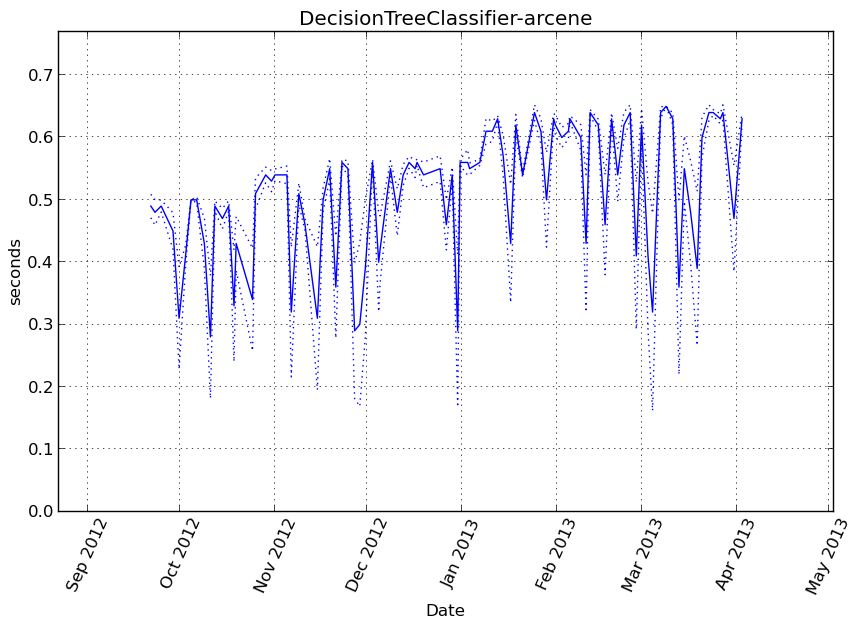 DecisionTreeClassifier-arcene
0.7
0.6
0.5
0.4
0.3
0.2
0.1
0.0
seconds
Sep 2012
Oct 2012
Nov 2012
Dec 2012
Jan 2013
Feb 2013
Mar 2013
Apr 2013
May 2013
Date